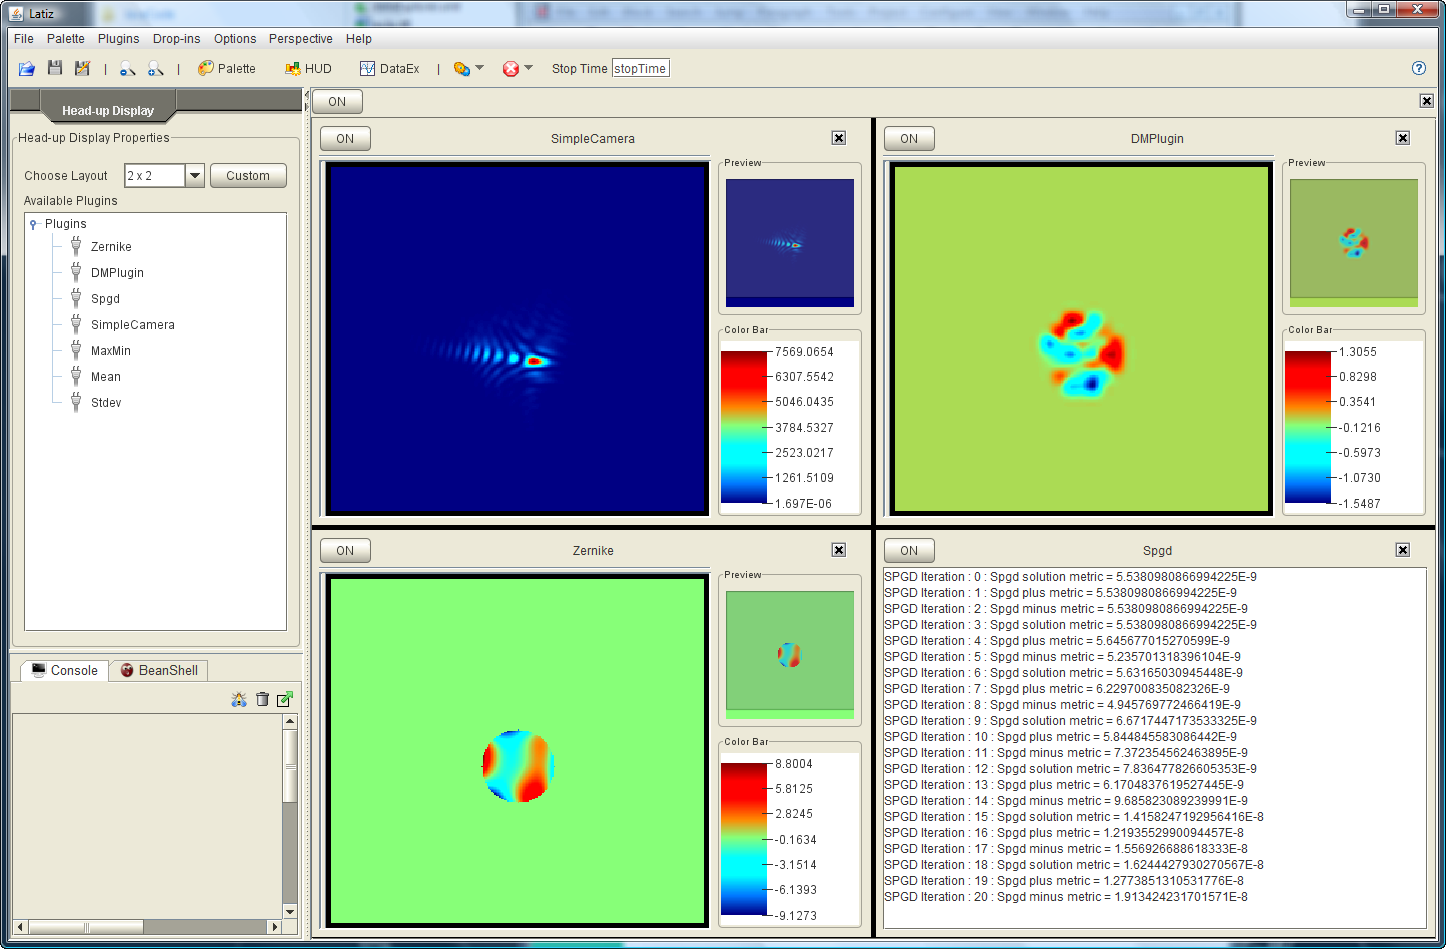 Latiz
File Palette Plugins Drop-ins Options Perspective Help
Palette HUD DataEx Stop Time stopTime
Head-up Display
Head-up Display Properties
Choose Layout 2 x 2 Custom
Available Plugins
Plugins
Zernike
DMPlugin
Spgd
SimpleCamera
MaxMin
Mean
Stdev
Console BeanShell
ON
ON SimpleCamera
Preview
Color Bar
7569.0654
6307.5542
5046.0435
3784.5327
2523.0217
1261.5109
1.697E-06
ON DMPlugin
Preview
Color Bar
1.3055
0.8298
0.3541
-0.1216
-0.5973
-1.0730
-1.5487
ON Zernike
Preview
Color Bar
8.8004
5.8125
2.8245
-0.1634
-3.1514
-6.1393
-9.1273
ON Spgd
SPGD Iteration : 0 : Spgd solution metric = 5.5380980866994225E-9
SPGD Iteration : 1 : Spgd plus metric = 5.5380980866994225E-9
SPGD Iteration : 2 : Spgd minus metric = 5.5380980866994225E-9
SPGD Iteration : 3 : Spgd solution metric = 5.5380980866994225E-9
SPGD Iteration : 4 : Spgd plus metric = 5.645677015270599E-9
SPGD Iteration : 5 : Spgd minus metric = 5.235701318396104E-9
SPGD Iteration : 6 : Spgd solution metric = 5.63165030945448E-9
SPGD Iteration : 7 : Spgd plus metric = 6.229700835082326E-9
SPGD Iteration : 8 : Spgd minus metric = 4.945769772466419E-9
SPGD Iteration : 9 : Spgd solution metric = 6.6717447173533325E-9
SPGD Iteration : 10 : Spgd plus metric = 5.844845583086442E-9
SPGD Iteration : 11 : Spgd minus metric = 7.372354562463895E-9
SPGD Iteration : 12 : Spgd solution metric = 7.836477826605353E-9
SPGD Iteration : 13 : Spgd plus metric = 6.1704837619527445E-9
SPGD Iteration : 14 : Spgd minus metric = 9.685823089239991E-9
SPGD Iteration : 15 : Spgd solution metric = 1.4158247192956416E-8
SPGD Iteration : 16 : Spgd plus metric = 1.2193552990094457E-8
SPGD Iteration : 17 : Spgd minus metric = 1.556926688618333E-8
SPGD Iteration : 18 : Spgd solution metric = 1.6244427930270567E-8
SPGD Iteration : 19 : Spgd plus metric = 1.2773851310531776E-8
SPGD Iteration : 20 : Spgd minus metric = 1.913424231701571E-8